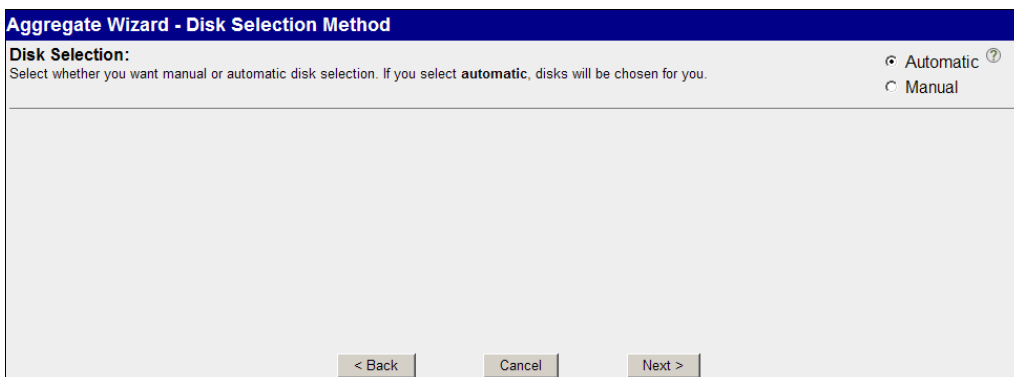 Aggregate Wizard - Disk Selection Method
Disk Selection:
Select whether you want manual or automatic disk selection. If you select automatic, disks will be chosen for you.
Automatic ?
Manual
< Back Cancel Next >